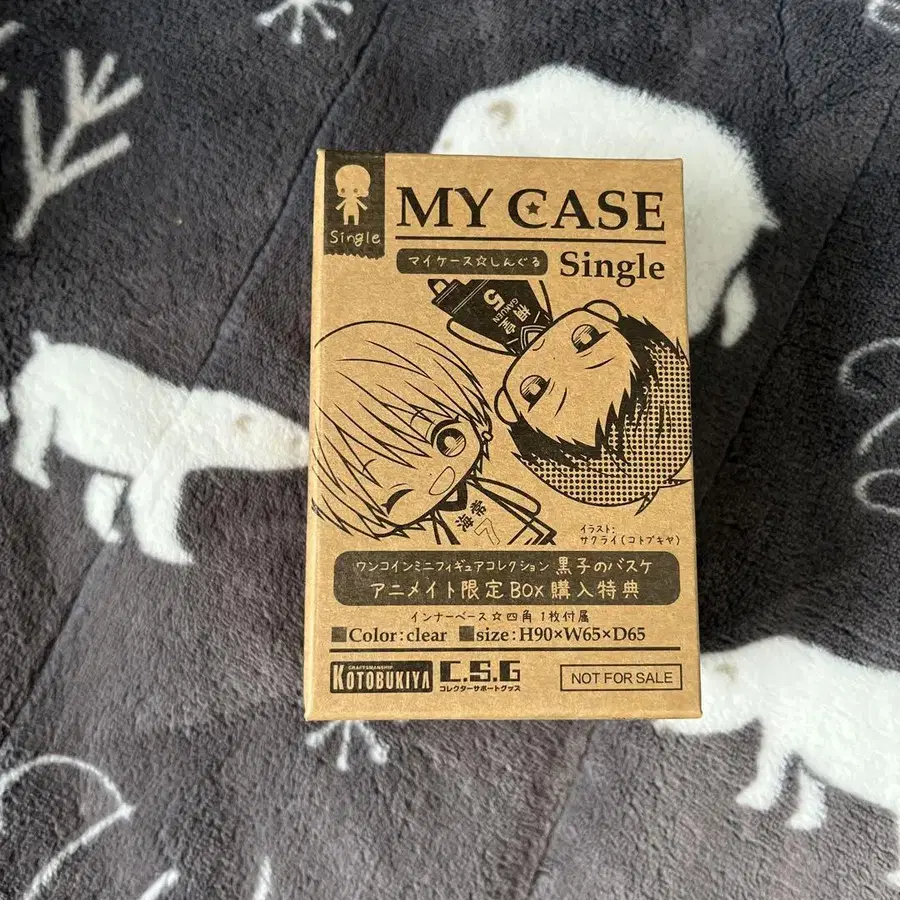 Single
MY CASE
マイケース☆しんぐる
Single
桐皇
GAKUEN
5
海常
7
イラスト:
サクライ(コトブキヤ)
ワンコインミニフィギュアコレクション 黒子のバスケ
アニメイト限定BOX購入特典
インナーベース☆四角 1枚付属
■Color:clear ■size:H90×W65×D65
CRAFTSMANSHIP
KOTOBUKIYA
C.S.G
コレクターサポートグッズ
NOT FOR SALE